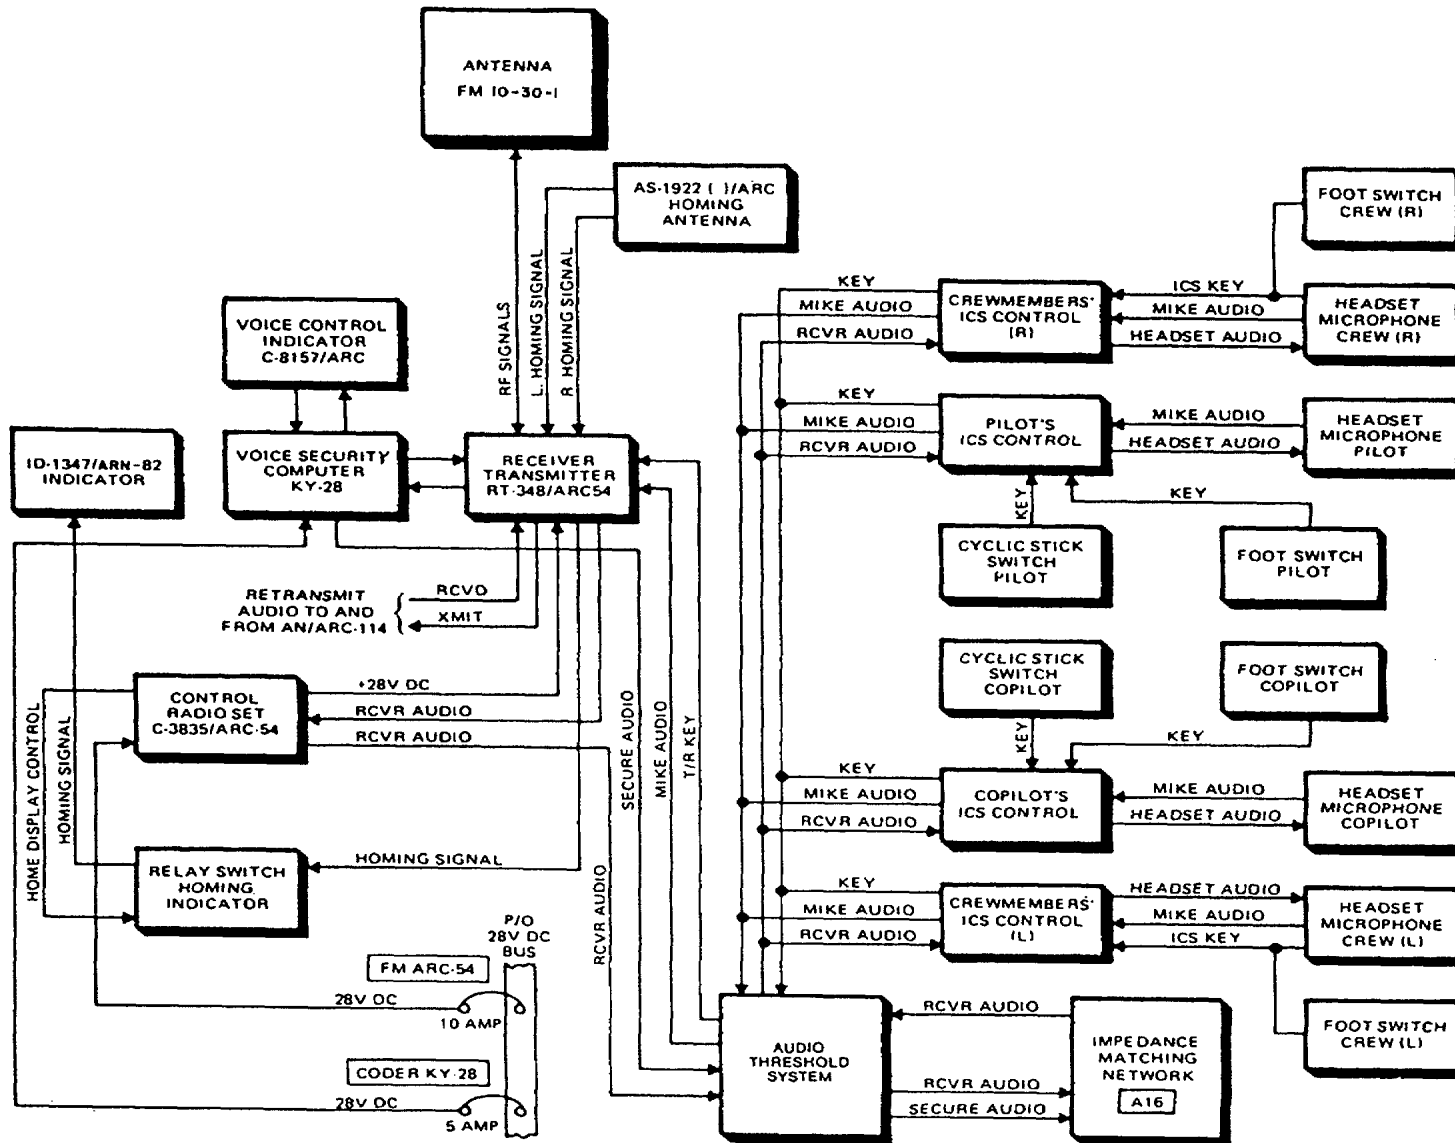 ANTENNA
FM 10-30-1
AS-1922 ( )/ARC
HOMING
ANTENNA
RF SIGNALS
L. HOMING SIGNAL
R HOMING SIGNAL
VOICE CONTROL
INDICATOR
C-8157/ARC
ID-1347/ARN-82
INDICATOR
VOICE SECURITY
COMPUTER
KY-28
RECEIVER
TRANSMITTER
RT-348/ARC54
RETRANSMIT
AUDIO TO AND
FROM AN/ARC-114
RCVD
XMIT
CONTROL
RADIO SET
C-3835/ARC-54
+28V DC
RCVR AUDIO
RCVR AUDIO
HOME DISPLAY CONTROL
HOMING SIGNAL
RELAY SWITCH
HOMING
INDICATOR
HOMING SIGNAL
P/O
28V DC
BUS
FM ARC-54
28V DC
10 AMP
CODER KY-28
28V DC
5 AMP
RCVR AUDIO
SECURE AUDIO
MIKE AUDIO
T/R KEY
KEY
MIKE AUDIO
RCVR AUDIO
CREWMEMBERS'
ICS CONTROL
(R)
ICS KEY
MIKE AUDIO
HEADSET AUDIO
FOOT SWITCH
CREW (R)
HEADSET
MICROPHONE
CREW (R)
KEY
MIKE AUDIO
RCVR AUDIO
PILOT'S
ICS CONTROL
MIKE AUDIO
HEADSET AUDIO
HEADSET
MICROPHONE
PILOT
KEY
KEY
CYCLIC STICK
SWITCH
PILOT
FOOT SWITCH
PILOT
CYCLIC STICK
SWITCH
COPILOT
FOOT SWITCH
COPILOT
KEY
KEY
KEY
MIKE AUDIO
RCVR AUDIO
COPILOT'S
ICS CONTROL
MIKE AUDIO
HEADSET AUDIO
HEADSET
MICROPHONE
COPILOT
KEY
MIKE AUDIO
RCVR AUDIO
CREWMEMBERS'
ICS CONTROL
(L)
HEADSET AUDIO
MIKE AUDIO
ICS KEY
HEADSET
MICROPHONE
CREW (L)
FOOT SWITCH
CREW (L)
AUDIO
THRESHOLD
SYSTEM
RCVR AUDIO
RCVR AUDIO
SECURE AUDIO
IMPEDANCE
MATCHING
NETWORK
A16